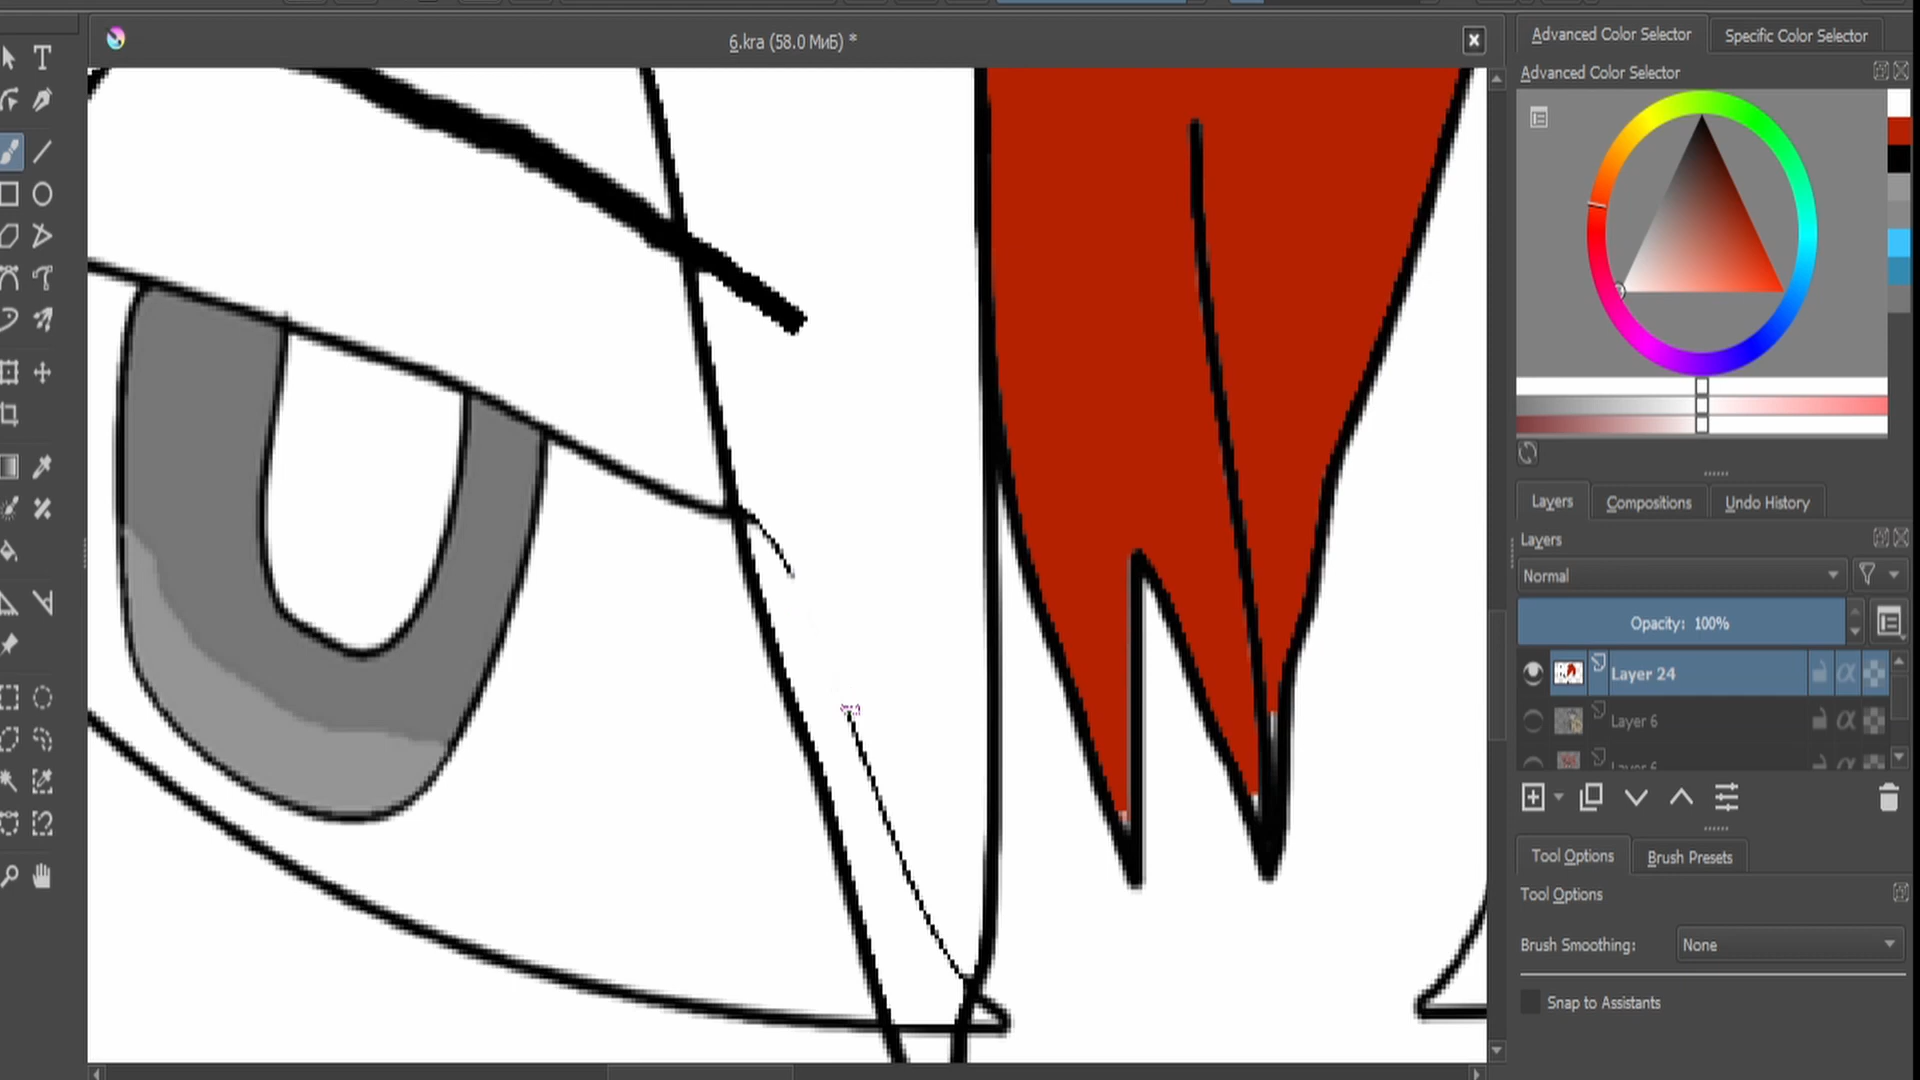 6.kra (58.0 МиБ) *
Advanced Color Selector
Specific Color Selector
Advanced Color Selector
Layers
Compositions
Undo History
Layers
Normal
Opacity: 100%
Layer 24
Layer 6
Layer 6
Tool Options
Brush Presets
Tool Options
Brush Smoothing:
None
Snap to Assistants